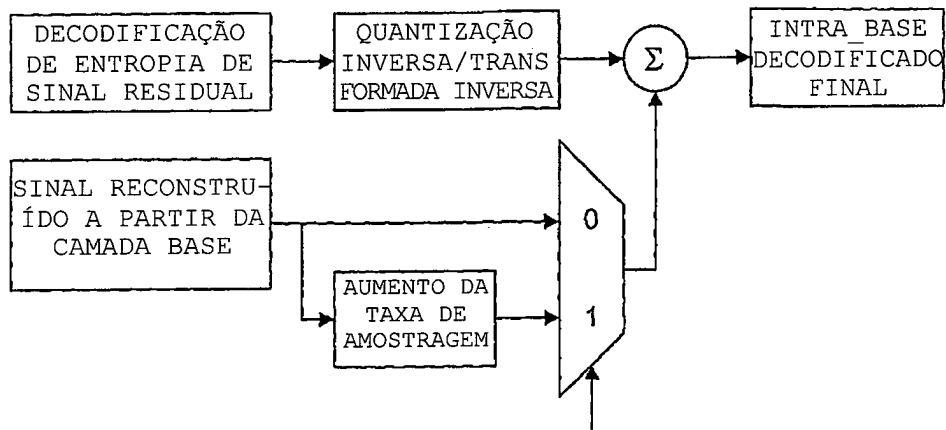 DECODIFICAÇÃO
DE ENTROPIA DE
SINAL RESIDUAL
QUANTIZAÇÃO
INVERSA/TRANS
FORMADA INVERSA
Σ
INTRA_BASE
DECODIFICADO
FINAL
SINAL RECONSTRU-
ÍDO A PARTIR DA
CAMADA BASE
0
AUMENTO DA
TAXA DE
AMOSTRAGEM
1